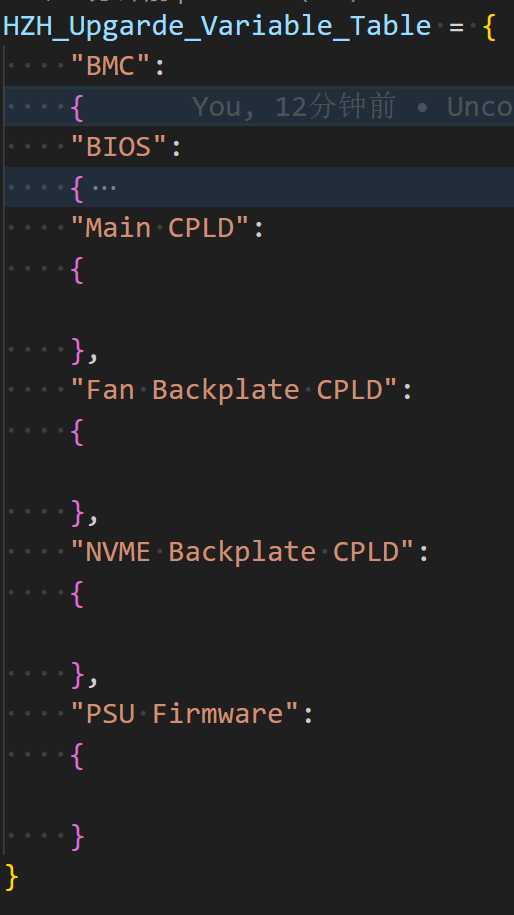 HZH_Upgarde_Variable_Table = {
    "BMC":
    {        You, 12分钟前 • Unco
    "BIOS":
    { ...
    "Main CPLD":
    {
    },
    "Fan Backplate CPLD":
    {
    },
    "NVME Backplate CPLD":
    {
    },
    "PSU Firmware":
    {
    }
}